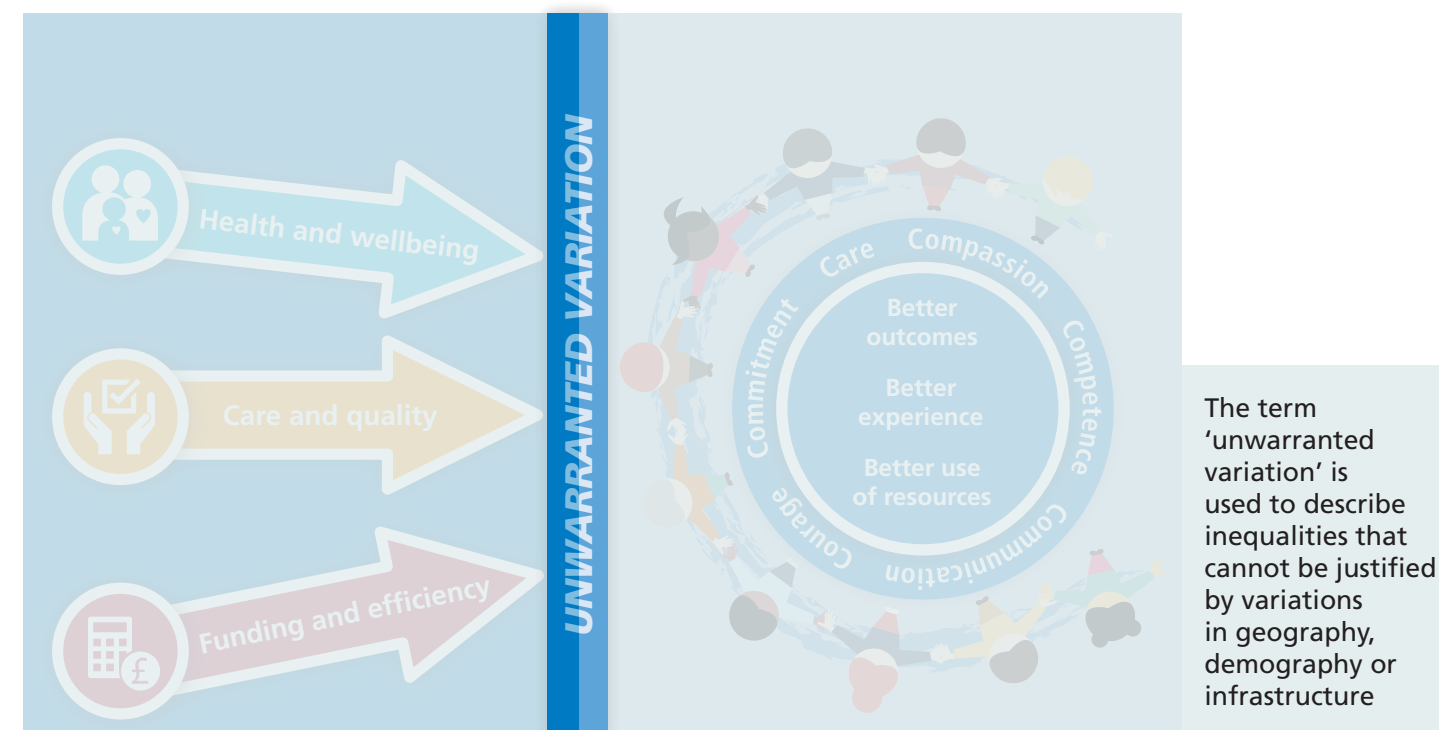 Health and wellbeing
Care and quality
Funding and efficiency
UNWARRANTED VARIATION
Care Compassion Competence Communication Courage Commitment
Better
outcomes
Better
experience
Better use
of resources
£
The term
‘unwarranted
variation’ is
used to describe
inequalities that
cannot be justified
by variations
in geography,
demography or
infrastructure